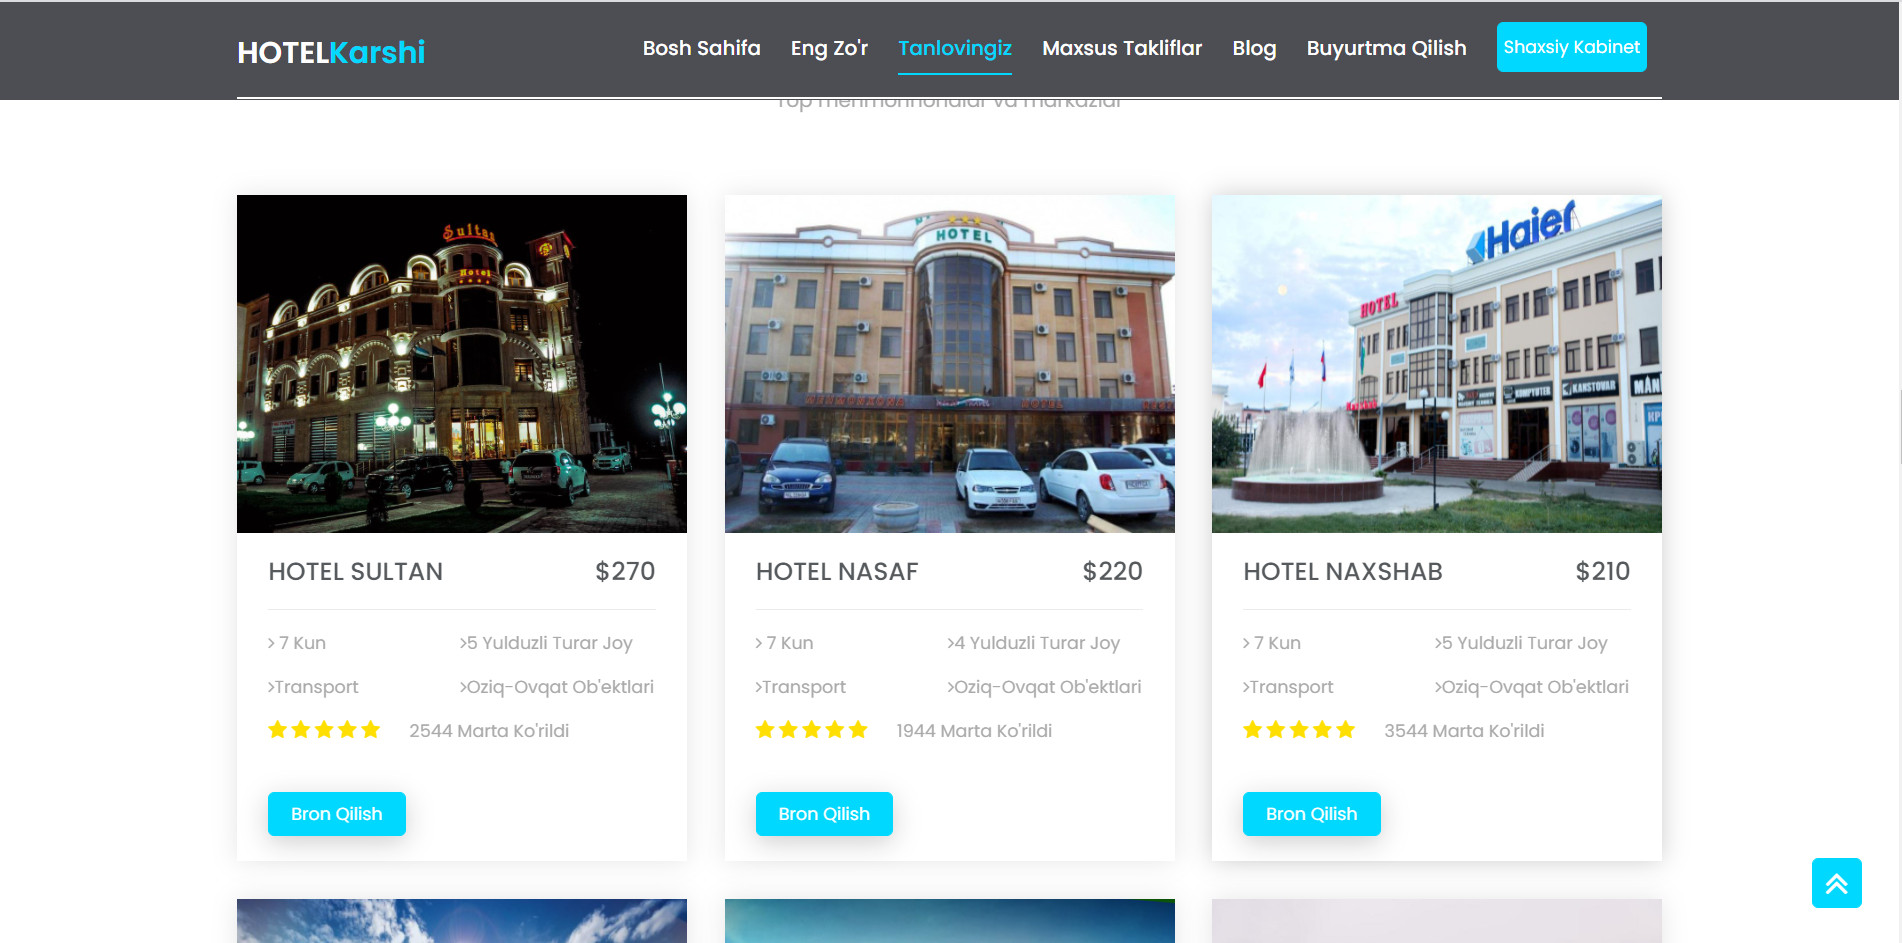 HOTELKarshi
Bosh Sahifa
Eng Zo'r
Tanlovingiz
Maxsus Takliflar
Blog
Buyurtma Qilish
Shaxsiy Kabinet
Top mehmonhonalar va markazlar
Sultan
Hotel
HOTEL
HOTEL
Haier
HOTEL
KOMPYUTER
KANSTOVAR
HOTEL SULTAN $270
> 7 Kun >5 Yulduzli Turar Joy
>Transport >Oziq-Ovqat Ob'ektlari
2544 Marta Ko'rildi
Bron Qilish
HOTEL NASAF $220
> 7 Kun >4 Yulduzli Turar Joy
>Transport >Oziq-Ovqat Ob'ektlari
1944 Marta Ko'rildi
Bron Qilish
HOTEL NAXSHAB $210
> 7 Kun >5 Yulduzli Turar Joy
>Transport >Oziq-Ovqat Ob'ektlari
3544 Marta Ko'rildi
Bron Qilish